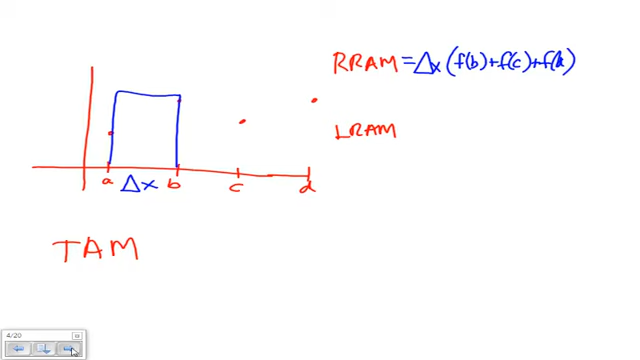 RRAM = Δx (f(b)+f(c)+f(d)
LRAM
a Δx b c d
TAM
4/20